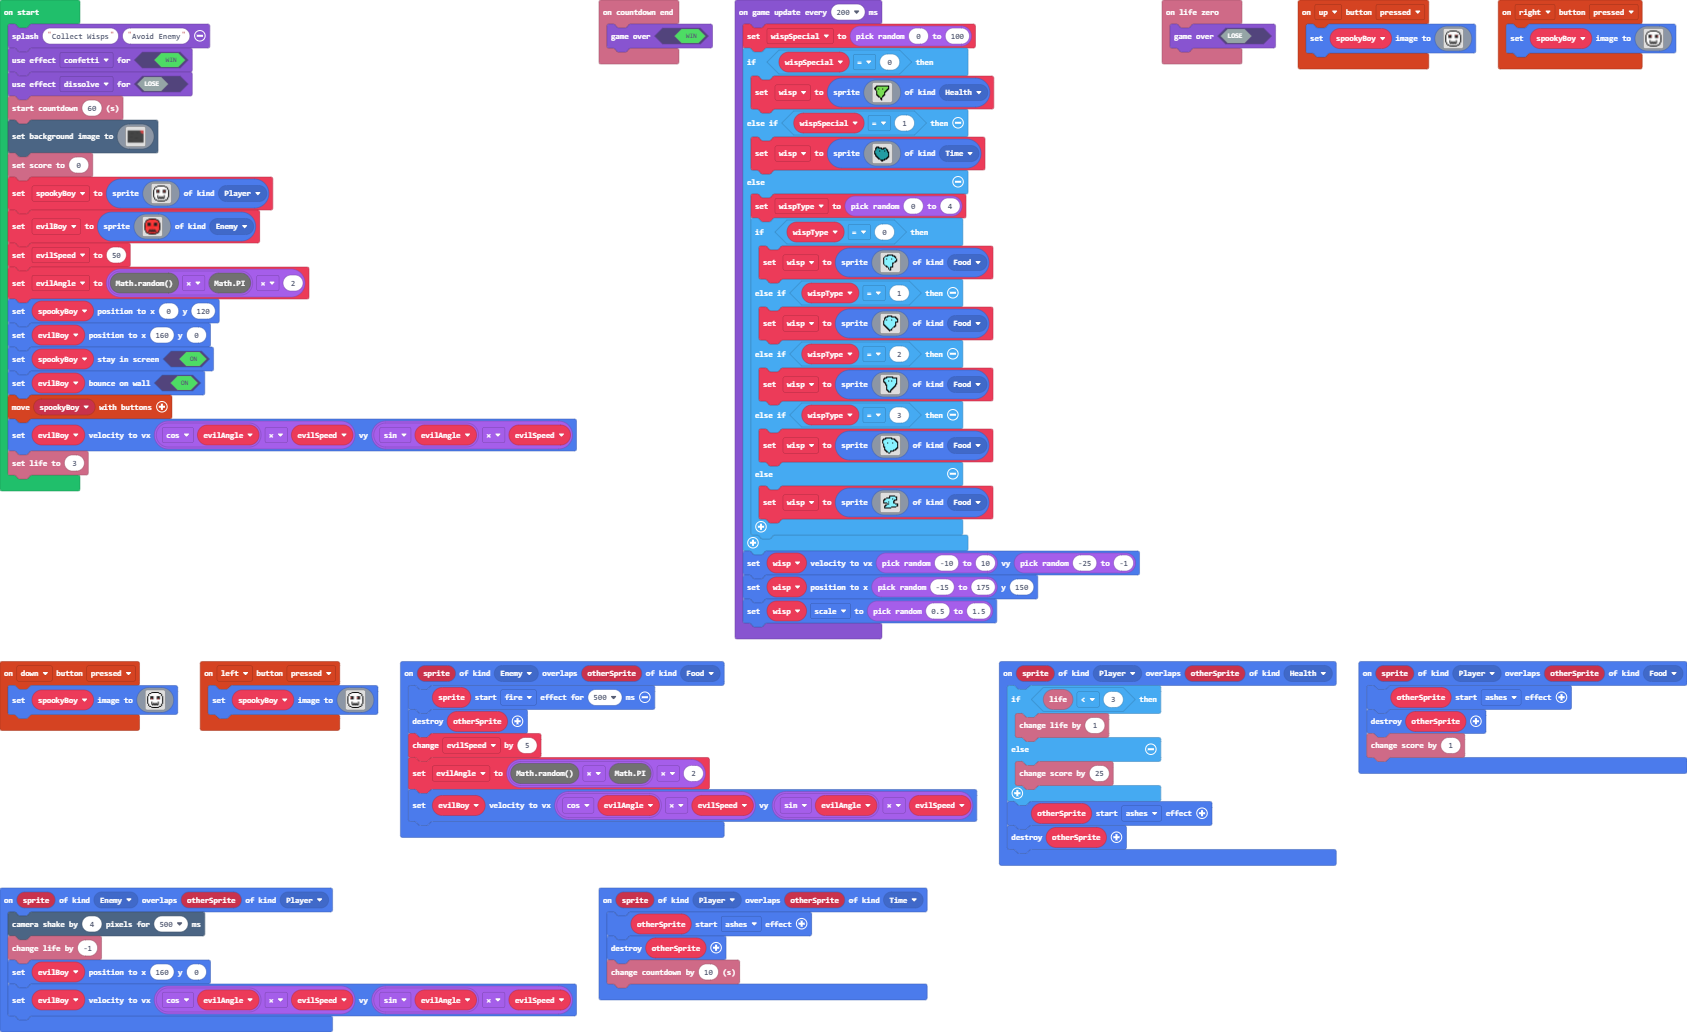 on start
splash "Collect Wisps" "Avoid Enemy"
use effect confetti for WIN
use effect dissolve for LOSE
start countdown 60 (s)
set background image to
set score to 0
set spookyBoy to sprite of kind Player
set evilBoy to sprite of kind Enemy
set evilSpeed to 50
set evilAngle to Math.random() × Math.PI × 2
set spookyBoy position to x 0 y 120
set evilBoy position to x 160 y 0
set spookyBoy stay in screen ON
set evilBoy bounce on wall ON
move spookyBoy with buttons
set evilBoy velocity to vx cos evilAngle × evilSpeed vy sin evilAngle × evilSpeed
set life to 3
on countdown end
game over WIN
on game update every 200 ms
set wispSpecial to pick random 0 to 100
if wispSpecial = 0 then
set wisp to sprite of kind Health
else if wispSpecial = 1 then
set wisp to sprite of kind Time
else
set wispType to pick random 0 to 4
if wispType = 0 then
set wisp to sprite of kind Food
else if wispType = 1 then
set wisp to sprite of kind Food
else if wispType = 2 then
set wisp to sprite of kind Food
else if wispType = 3 then
set wisp to sprite of kind Food
else
set wisp to sprite of kind Food
set wisp velocity to vx pick random -10 to 10 vy pick random -25 to -1
set wisp position to x pick random -15 to 175 y 150
set wisp scale to pick random 0.5 to 1.5
on life zero
game over LOSE
on up button pressed
set spookyBoy image to
on right button pressed
set spookyBoy image to
on down button pressed
set spookyBoy image to
on left button pressed
set spookyBoy image to
on sprite of kind Enemy overlaps otherSprite of kind Food
sprite start fire effect for 500 ms
destroy otherSprite
change evilSpeed by 5
set evilAngle to Math.random() × Math.PI × 2
set evilBoy velocity to vx cos evilAngle × evilSpeed vy sin evilAngle × evilSpeed
on sprite of kind Player overlaps otherSprite of kind Health
if life < 3 then
change life by 1
else
change score by 25
otherSprite start ashes effect
destroy otherSprite
on sprite of kind Player overlaps otherSprite of kind Food
otherSprite start ashes effect
destroy otherSprite
change score by 1
on sprite of kind Enemy overlaps otherSprite of kind Player
camera shake by 4 pixels for 500 ms
change life by -1
set evilBoy position to x 160 y 0
set evilBoy velocity to vx cos evilAngle × evilSpeed vy sin evilAngle × evilSpeed
on sprite of kind Player overlaps otherSprite of kind Time
otherSprite start ashes effect
destroy otherSprite
change countdown by 10 (s)